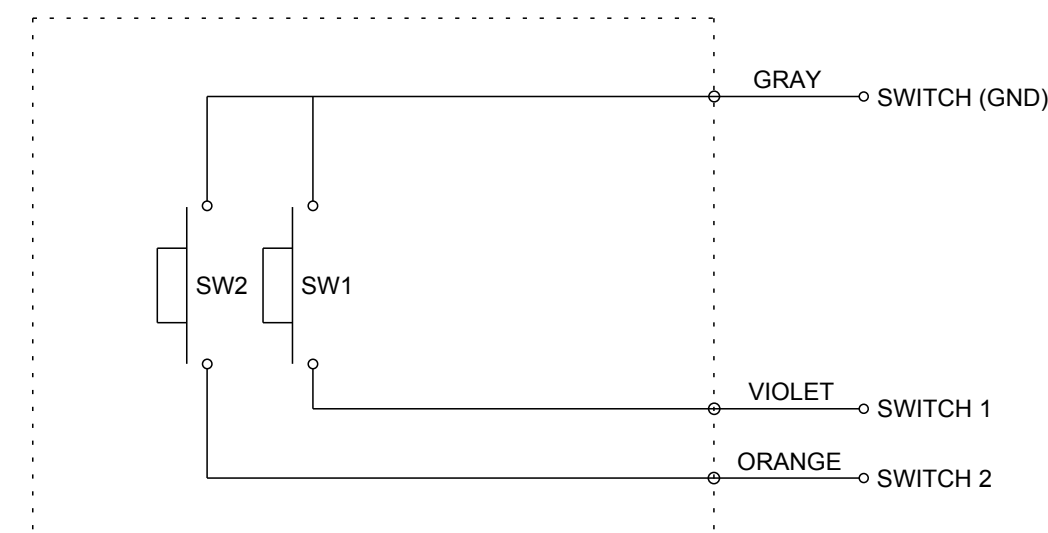 GRAY
SWITCH (GND)
SW2
SW1
VIOLET
SWITCH 1
ORANGE
SWITCH 2